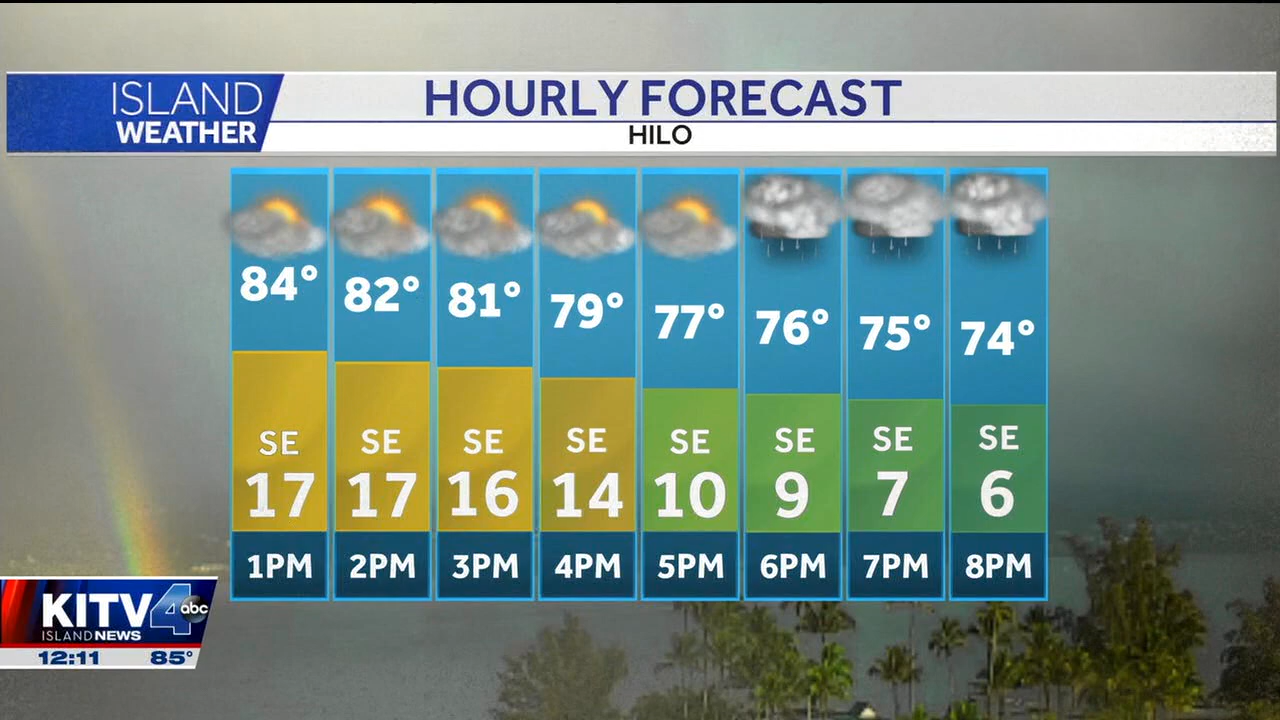 ISLAND
WEATHER
HOURLY FORECAST
HILO
84° 82° 81° 79° 77° 76° 75° 74°
SE SE SE SE SE SE SE SE
17 17 16 14 10 9 7 6
1PM 2PM 3PM 4PM 5PM 6PM 7PM 8PM
KITV4 abc
ISLAND NEWS
12:11 85°